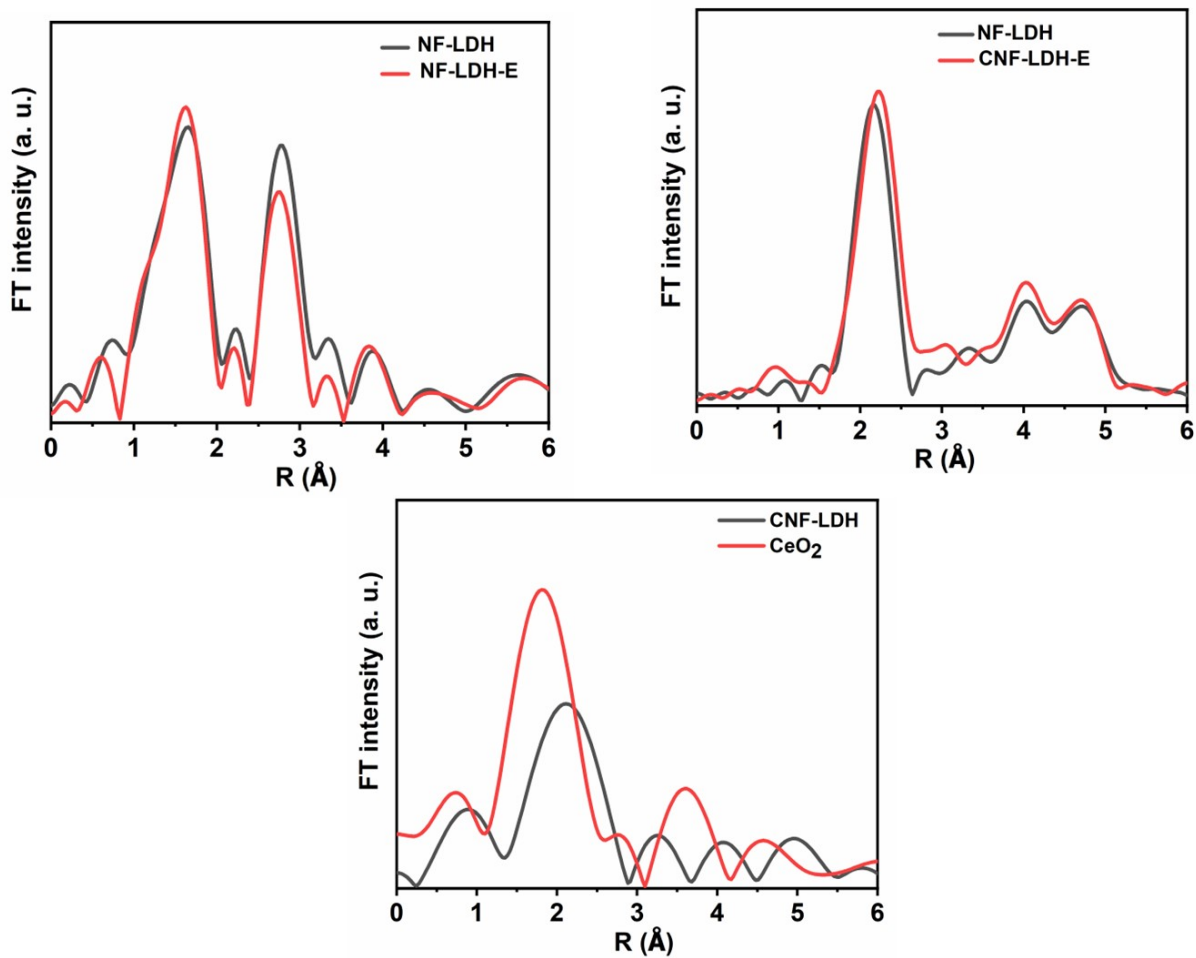 FT intensity (a. u.)
NF-LDH
NF-LDH-E
0 1 2 3 4 5 6
R (Å)
FT intensity (a. u.)
NF-LDH
CNF-LDH-E
0 1 2 3 4 5 6
R (Å)
FT intensity (a. u.)
CNF-LDH
CeO₂
0 1 2 3 4 5 6
R (Å)